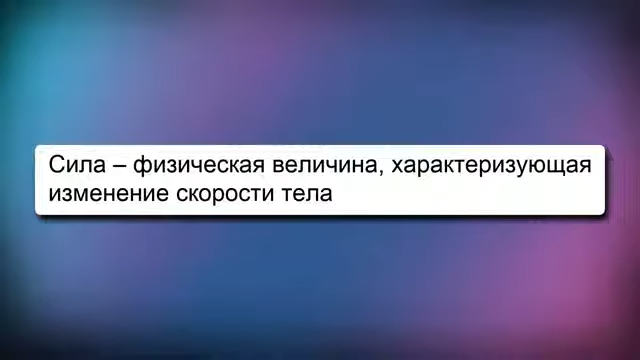 Сила – физическая величина, характеризующая
изменение скорости тела